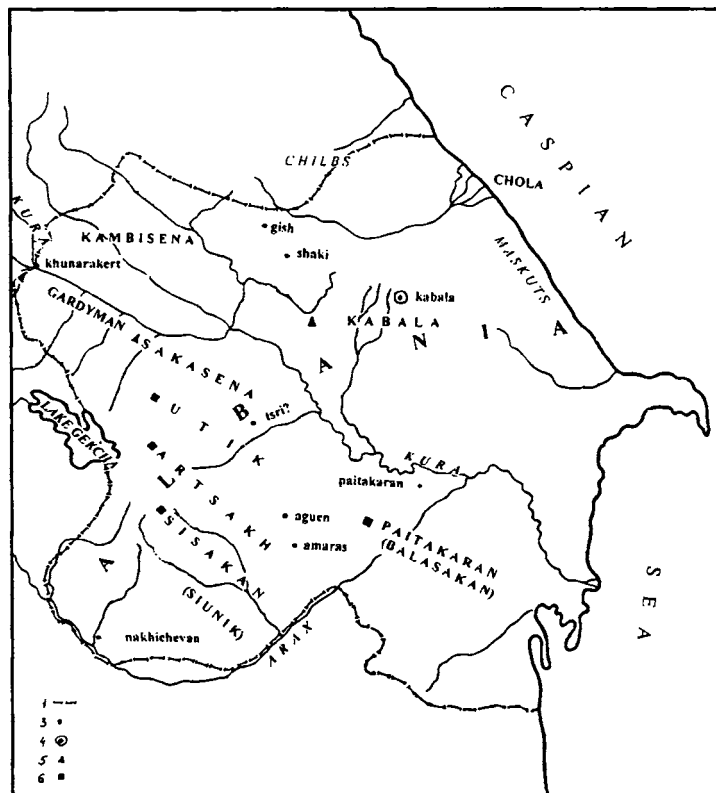 CASPIAN
CHILBS
CHOLA
KURA
gish
KAMBISENA
shaki
MASKUTS
khunarakert
kabala
KABALA
GARDYMAN
SAKASENA
ALBANIA
tsri?
UTIK
LAKE GEKCHA
ARTSAKH
KURA
paitakaran
aguen
PAITAKARAN
(BALASAKAN)
amaras
SISAKAN
(SIUNIK)
SEA
nakhichevan
ARAX
1
3
4
5
6